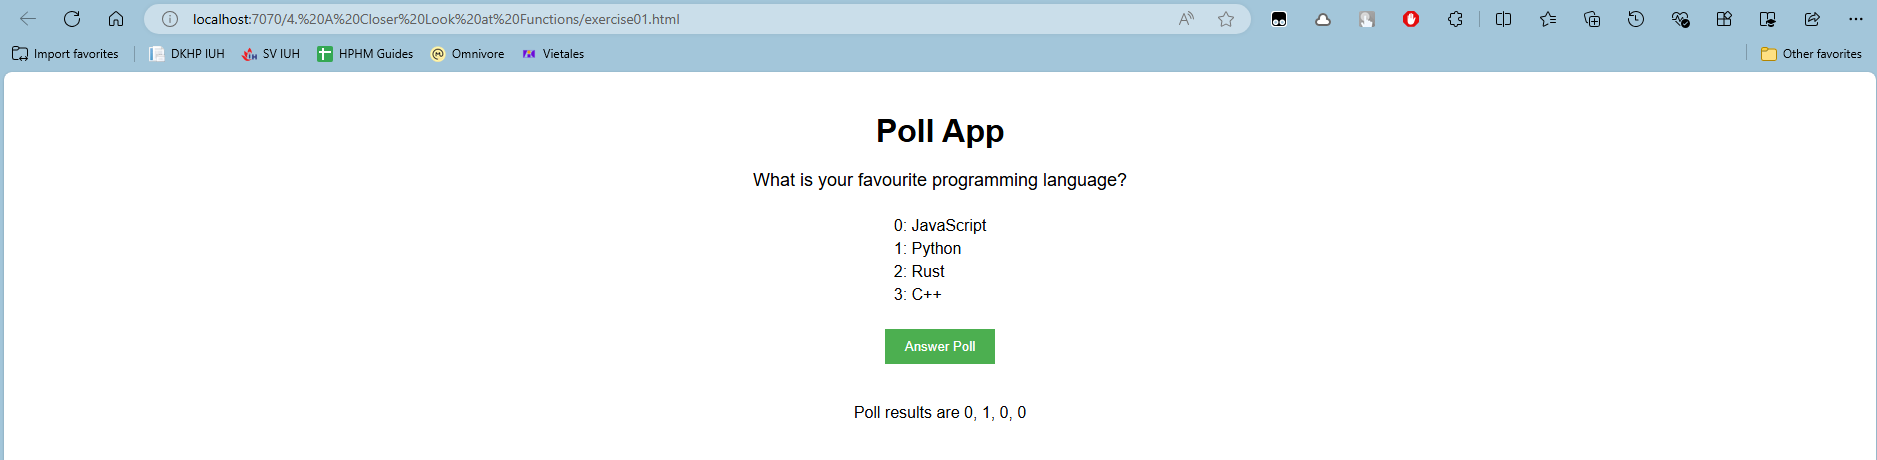 localhost:7070/4.%20A%20Closer%20Look%20at%20Functions/exercise01.html
Import favorites DKHP IUH SV IUH HPHM Guides Omnivore Vietales Other favorites
Poll App
What is your favourite programming language?
0: JavaScript
1: Python
2: Rust
3: C++
Answer Poll
Poll results are 0, 1, 0, 0